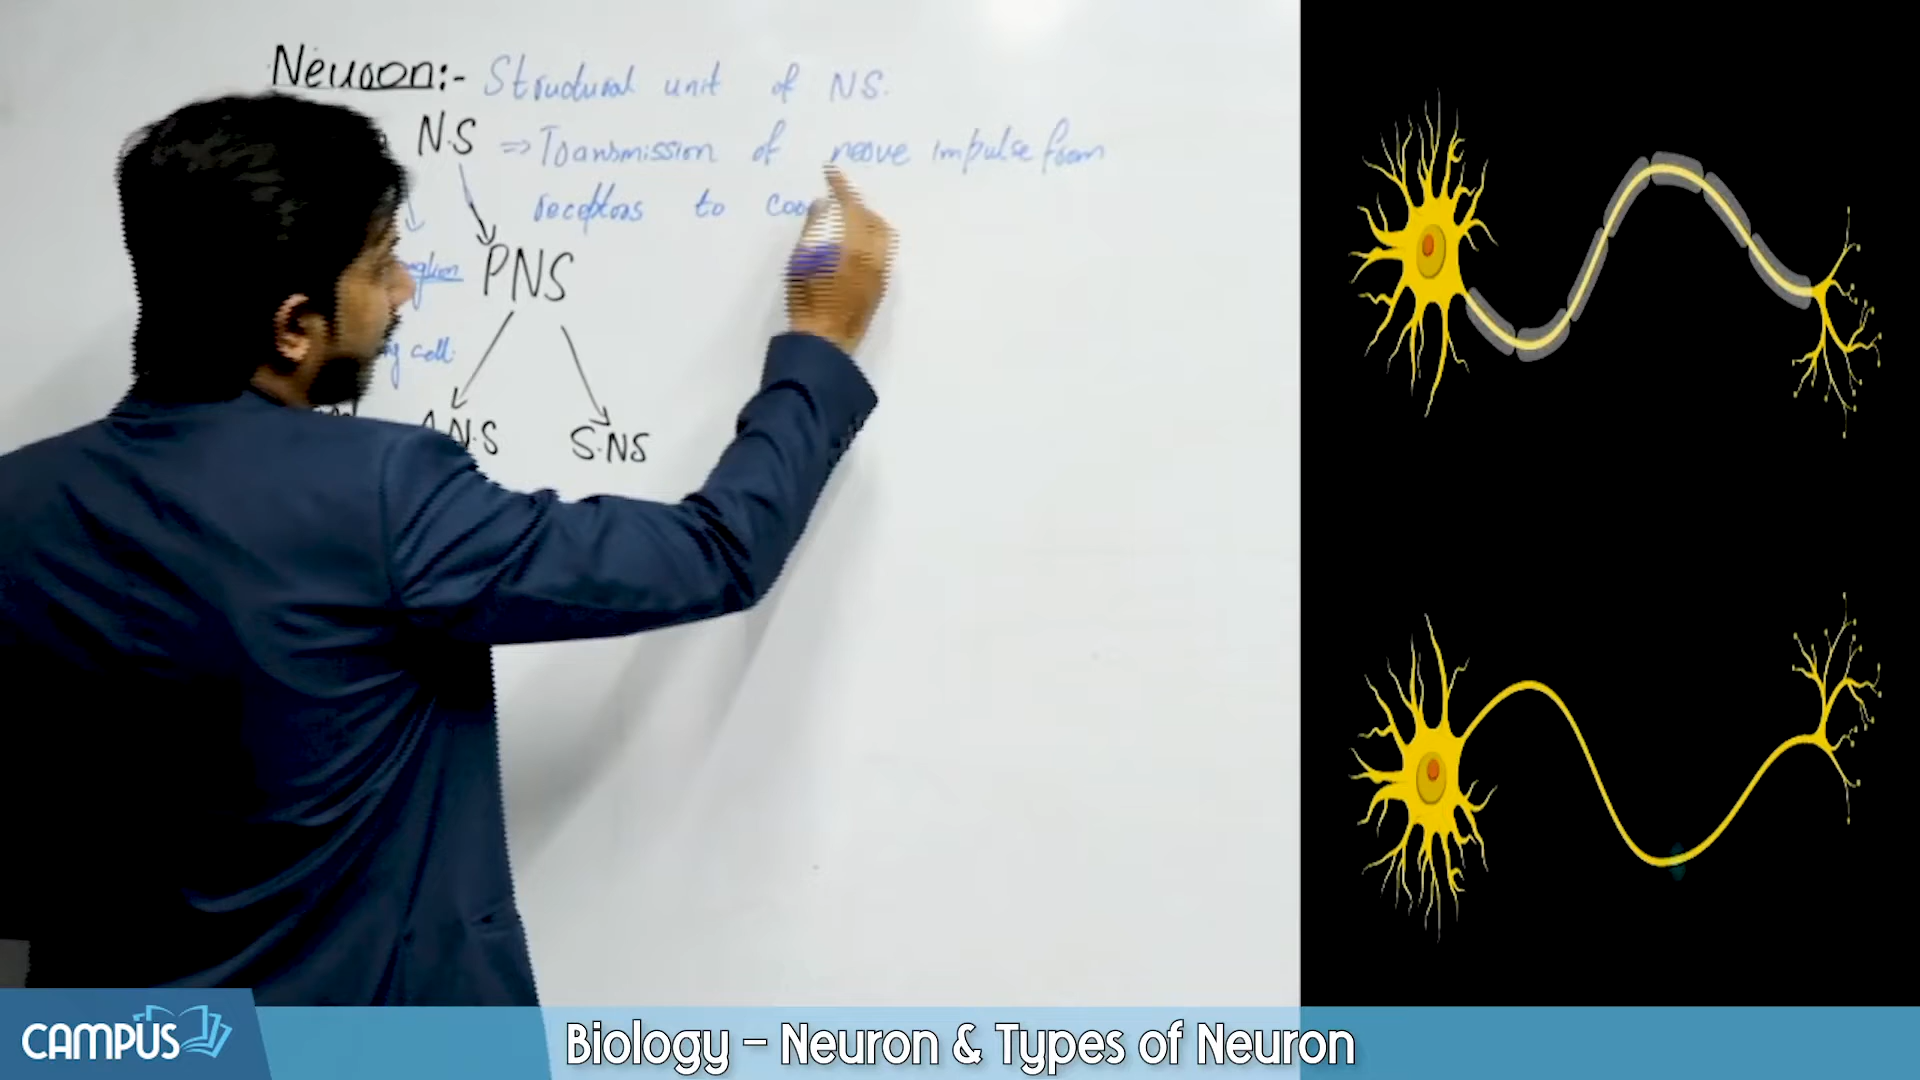 Neuron:- Structural unit of NS.
N.S ⇒ Transmission of nerve impulse from
receptors to coo
PNS
cell.
N.S S.NS
CAMPUS
Biology – Neuron & Types of Neuron